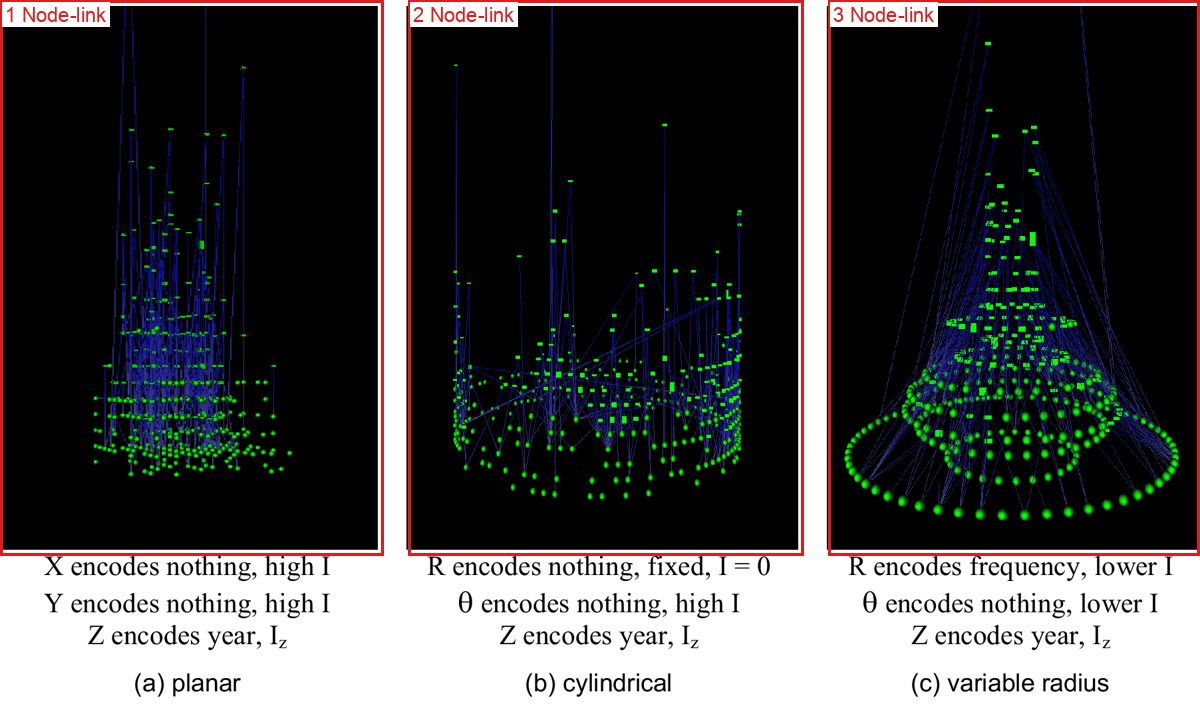 1 Node-link
2 Node-link
3 Node-link
X encodes nothing, high I
Y encodes nothing, high I
Z encodes year, Iz
(a) planar
R encodes nothing, fixed, I = 0
θ encodes nothing, high I
Z encodes year, Iz
(b) cylindrical
R encodes frequency, lower I
θ encodes nothing, lower I
Z encodes year, Iz
(c) variable radius